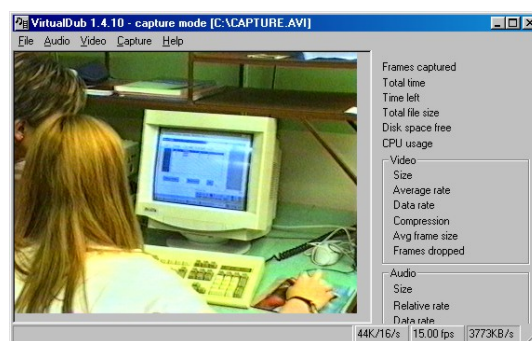 VirtualDub 1.4.10 - capture mode [C:\CAPTURE.AVI]
File Audio Video Capture Help
Frames captured
Total time
Time left
Total file size
Disk space free
CPU usage
Video
Size
Average rate
Data rate
Compression
Avg frame size
Frames dropped
Audio
Size
Relative rate
Data rate
44K/16/s 15.00 fps 3773KB/s